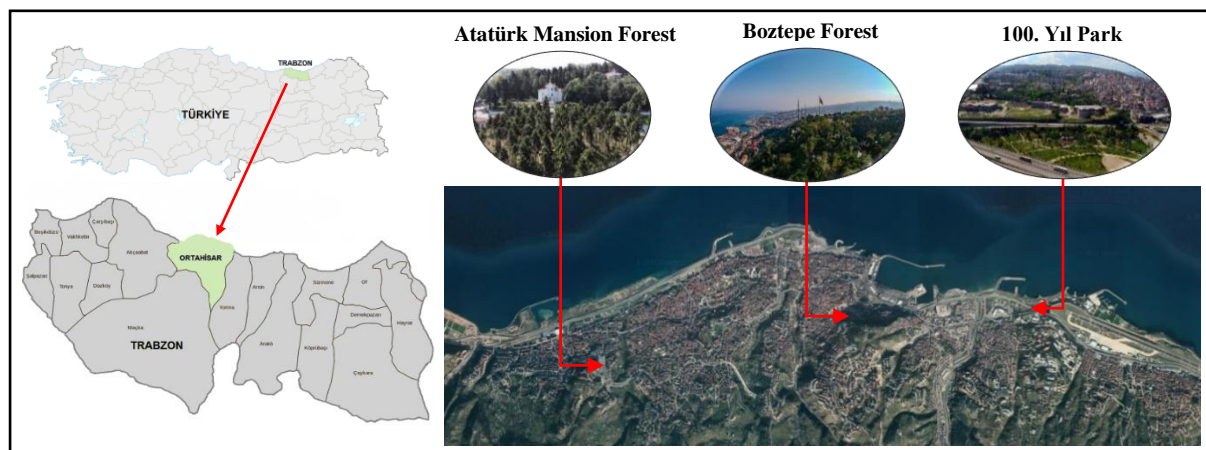 Atatürk Mansion Forest
Boztepe Forest
100. Yıl Park
TRABZON
TÜRKİYE
Beşikdüzü
Vakfıkebir
Çarşıbaşı
Akçaabat
ORTAHİSAR
Şalpazarı
Tonya
Düzköy
Yomra
Arsin
Sürmene
Of
Dernekpazarı
Hayrat
Maçka
TRABZON
Araklı
Köprübaşı
Çaykara